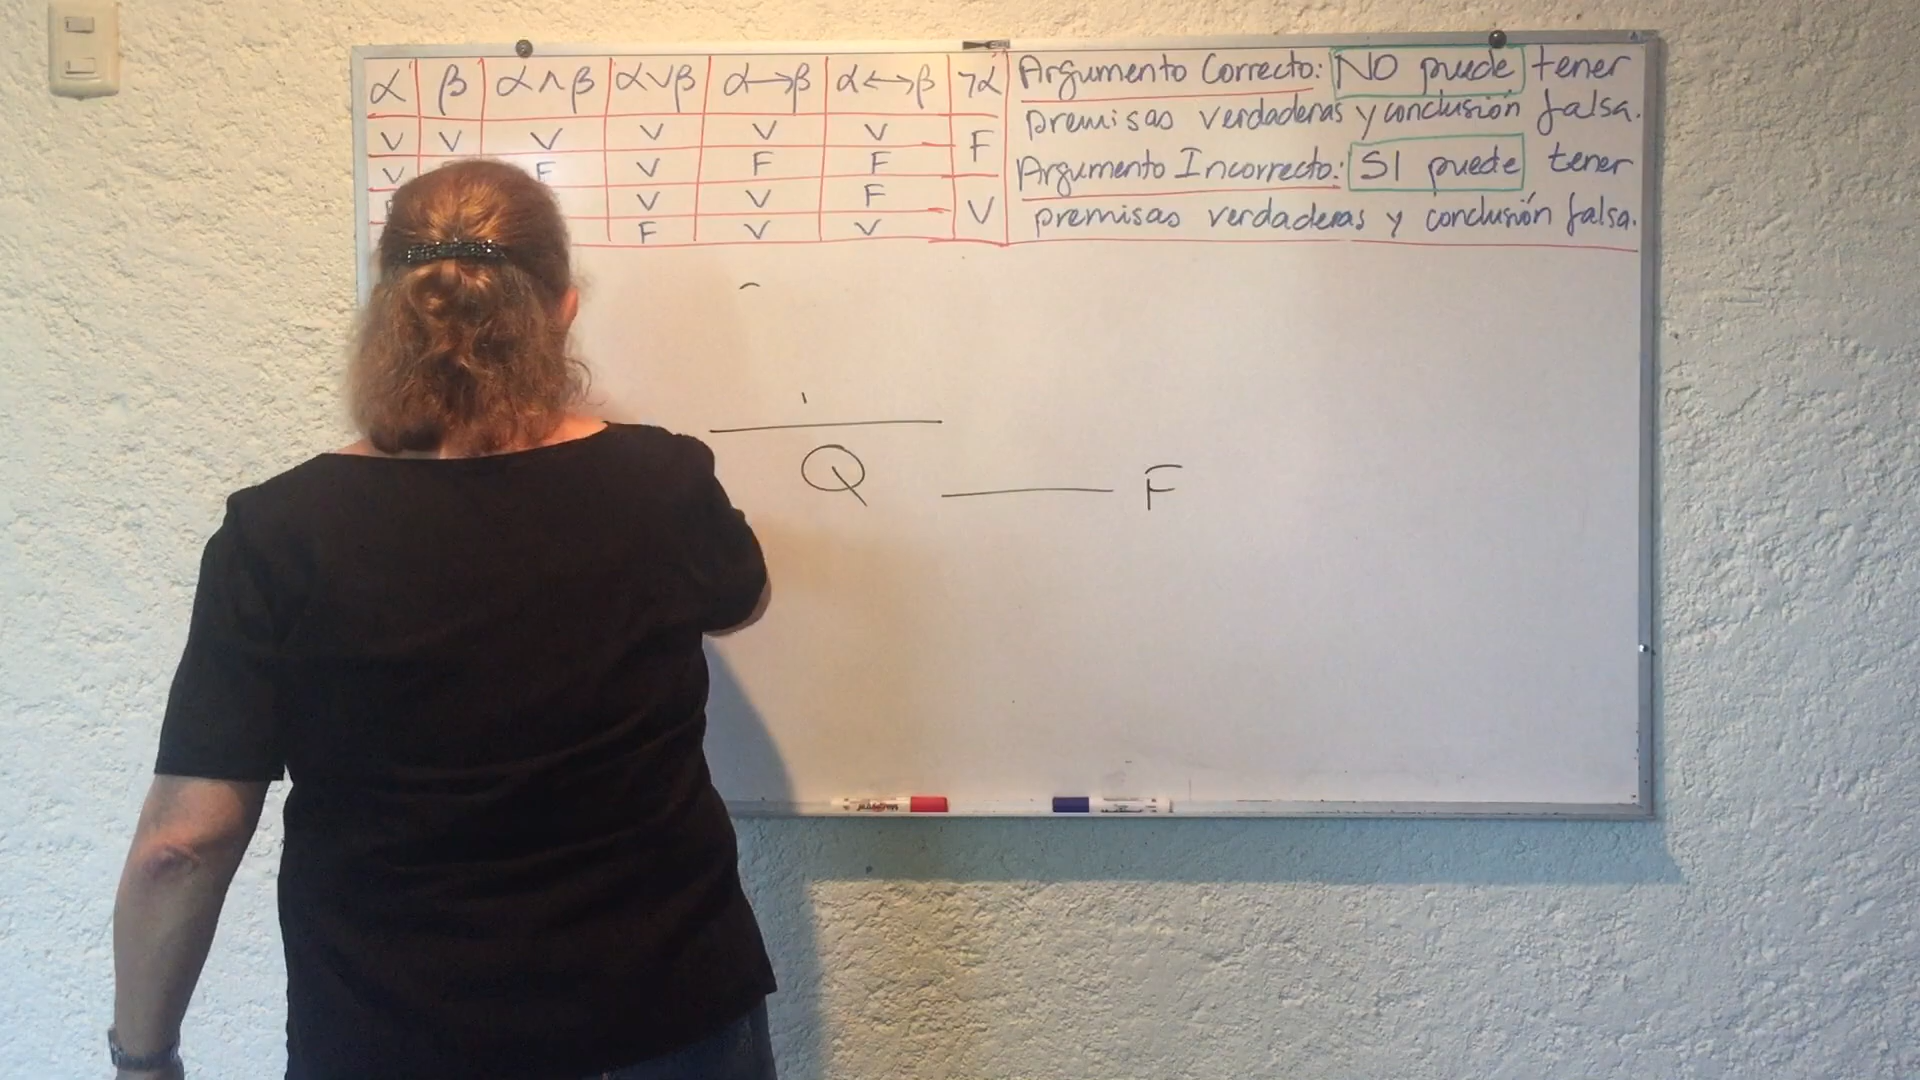 α β α∧β α∨β α→β α↔β ¬α
V V V V V V F
V F V F F
V V F V
F V V
Argumento Correcto: NO puede tener
premisas verdaderas y conclusión falsa.
Argumento Incorrecto: SI puede tener
premisas verdaderas y conclusión falsa.
Q F